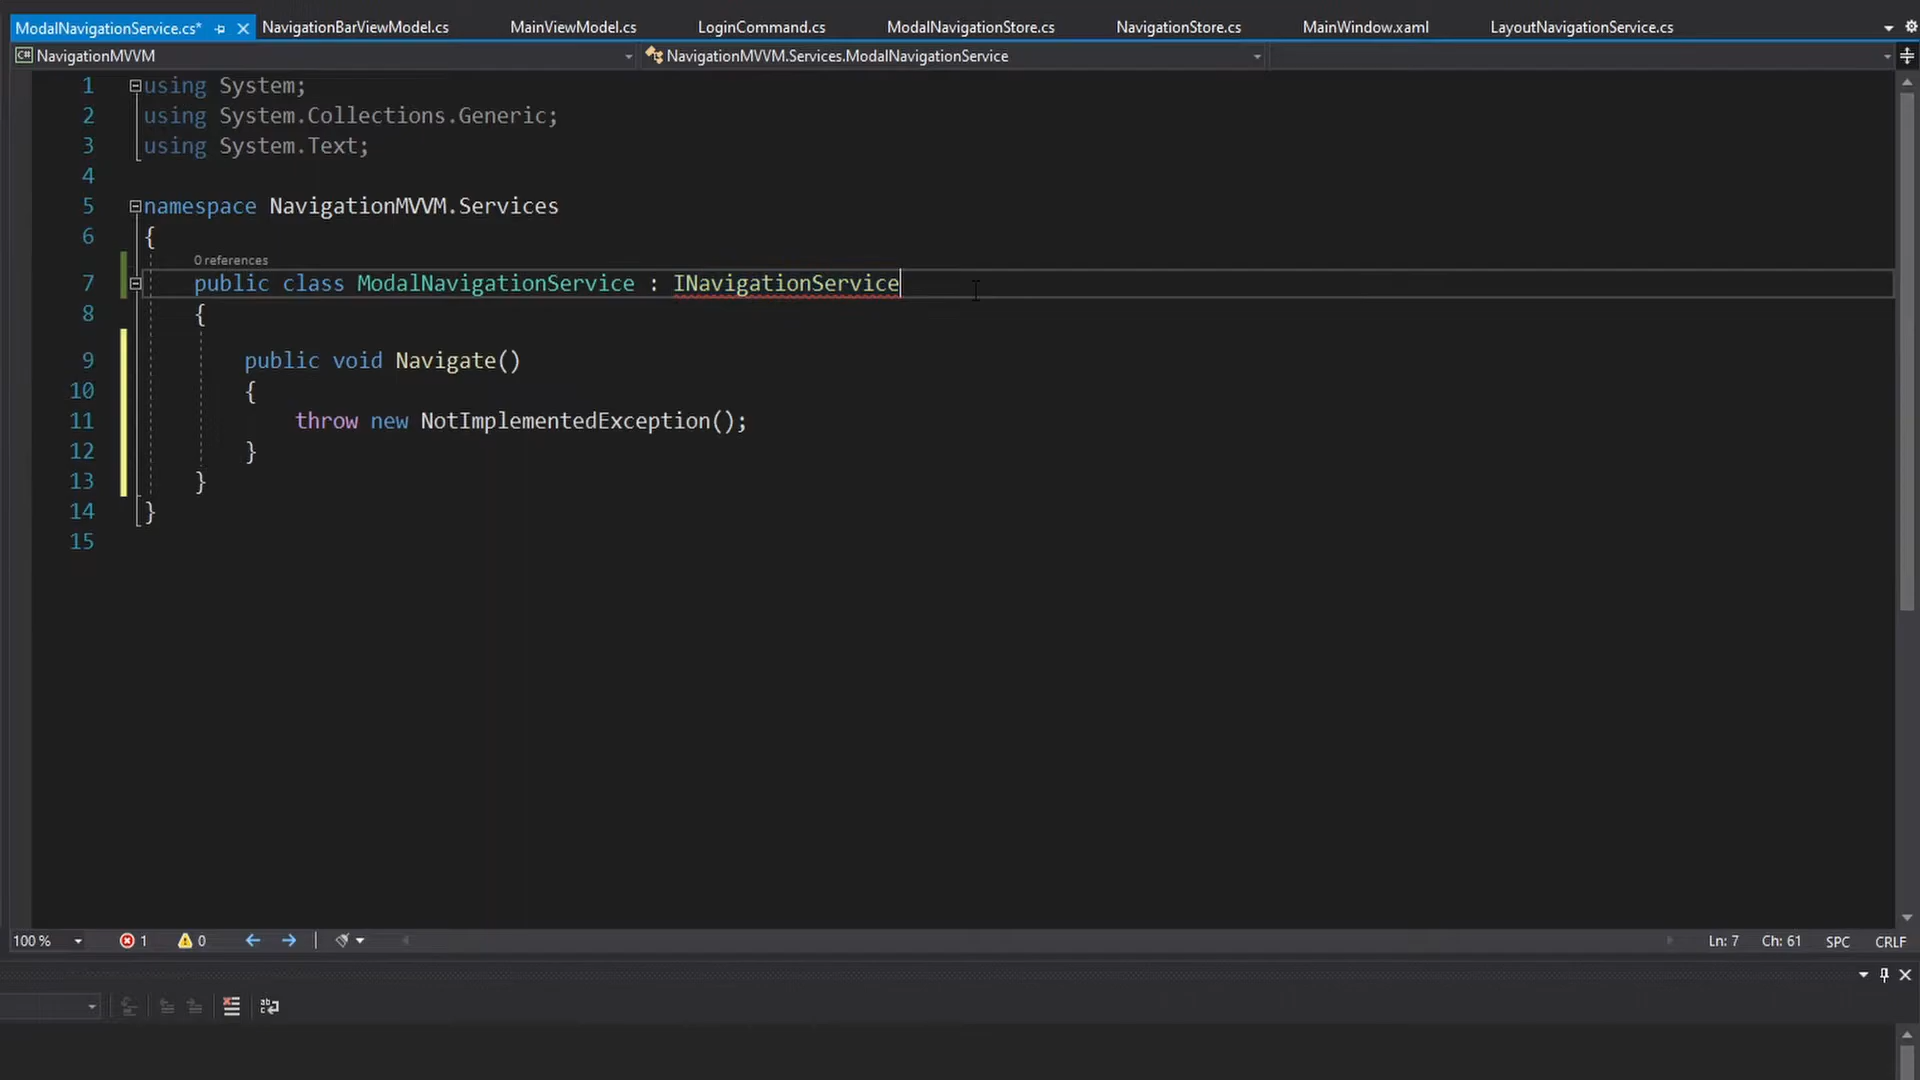 ModalNavigationService.cs* NavigationBarViewModel.cs MainViewModel.cs LoginCommand.cs ModalNavigationStore.cs NavigationStore.cs MainWindow.xaml LayoutNavigationService.cs
C# NavigationMVVM NavigationMVVM.Services.ModalNavigationService
1 using System;
2 using System.Collections.Generic;
3 using System.Text;
4
5 namespace NavigationMVVM.Services
6 {
0 references
7 public class ModalNavigationService : INavigationService
8 {
9 public void Navigate()
10 {
11 throw new NotImplementedException();
12 }
13 }
14 }
15
100 % 1 0 Ln: 7 Ch: 61 SPC CRLF